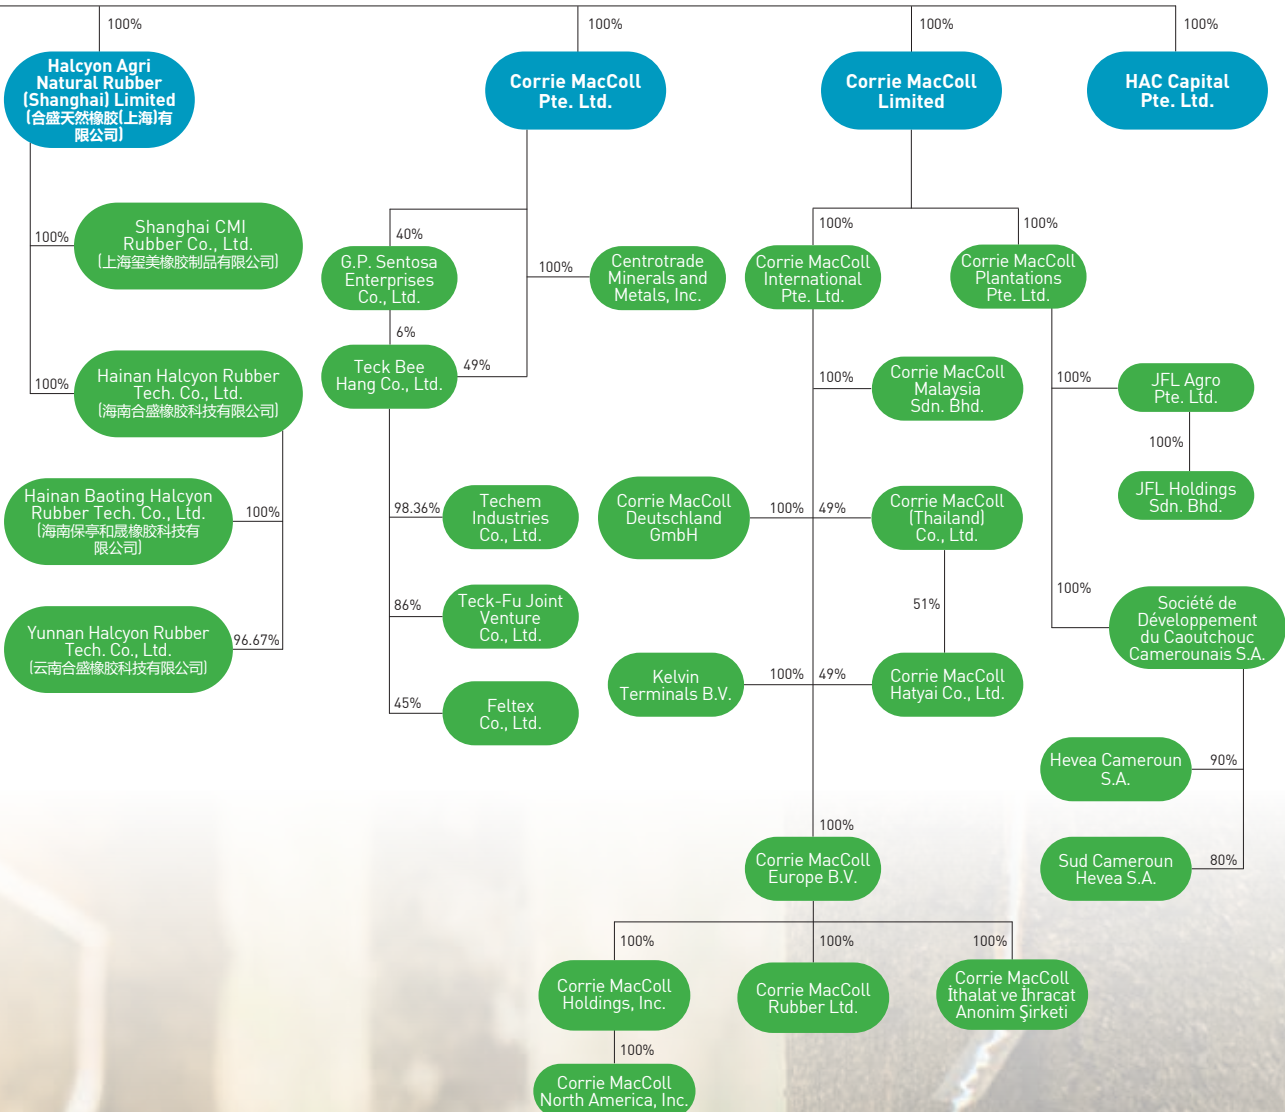 100%
100%
100%
100%
Halcyon Agri
Natural Rubber
(Shanghai) Limited
(合盛天然橡胶(上海)有
限公司)
Corrie MacColl
Pte. Ltd.
Corrie MacColl
Limited
HAC Capital
Pte. Ltd.
100%
Shanghai CMI
Rubber Co., Ltd.
(上海玺美橡胶制品有限公司)
100%
Hainan Halcyon Rubber
Tech. Co., Ltd.
(海南合盛橡胶科技有限公司)
Hainan Baoting Halcyon
Rubber Tech. Co., Ltd.
(海南保亭和晟橡胶科技有
限公司)
100%
Yunnan Halcyon Rubber
Tech. Co., Ltd.
(云南合盛橡胶科技有限公司)
96.67%
40%
G.P. Sentosa
Enterprises
Co., Ltd.
100%
Centrotrade
Minerals and
Metals, Inc.
6%
Teck Bee
Hang Co., Ltd.
49%
98.36%
Techem
Industries
Co., Ltd.
86%
Teck-Fu Joint
Venture
Co., Ltd.
45%
Feltex
Co., Ltd.
100%
Corrie MacColl
International
Pte. Ltd.
100%
Corrie MacColl
Plantations
Pte. Ltd.
100%
Corrie MacColl
Malaysia
Sdn. Bhd.
Corrie MacColl
Deutschland
GmbH
100%
49%
Corrie MacColl
(Thailand)
Co., Ltd.
51%
Kelvin
Terminals B.V.
100%
49%
Corrie MacColl
Hatyai Co., Ltd.
100%
JFL Agro
Pte. Ltd.
100%
JFL Holdings
Sdn. Bhd.
100%
Société de
Développement
du Caoutchouc
Camerounais S.A.
Hevea Cameroun
S.A.
90%
Sud Cameroun
Hevea S.A.
80%
100%
Corrie MacColl
Europe B.V.
100%
100%
100%
Corrie MacColl
Holdings, Inc.
Corrie MacColl
Rubber Ltd.
Corrie MacColl
İthalat ve İhracat
Anonim Şirketi
100%
Corrie MacColl
North America, Inc.